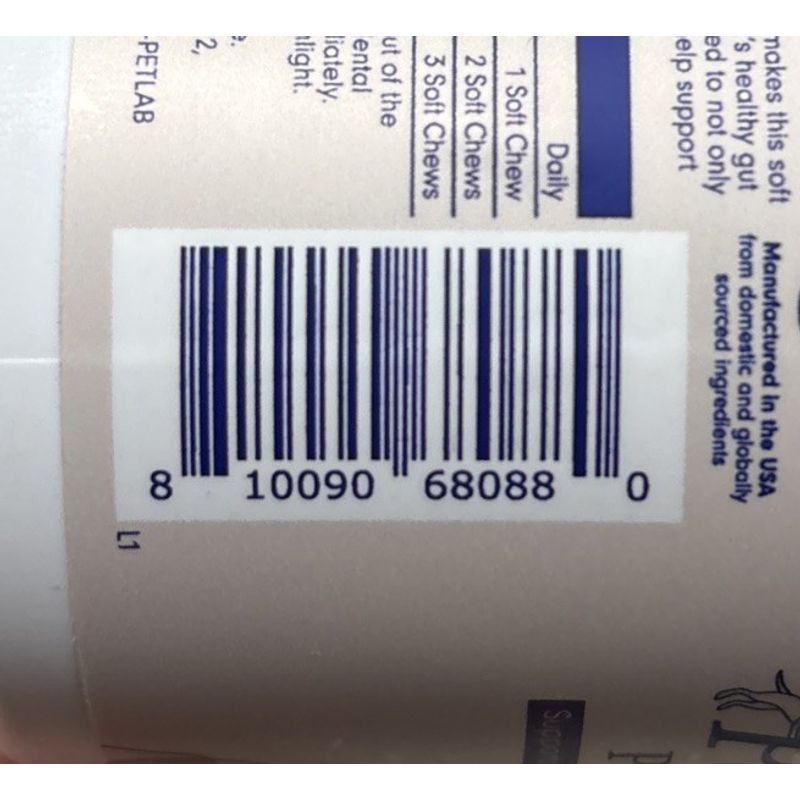 makes this soft
's healthy gut
ed to not only
elp support
Daily
1 Soft Chew
2 Soft Chews
3 Soft Chews
ut of the
ental
iately.
light.
2,
-PETLAB
Manufactured in the USA
from domestic and globally
sourced ingredients
8 10090 68088 0
L1